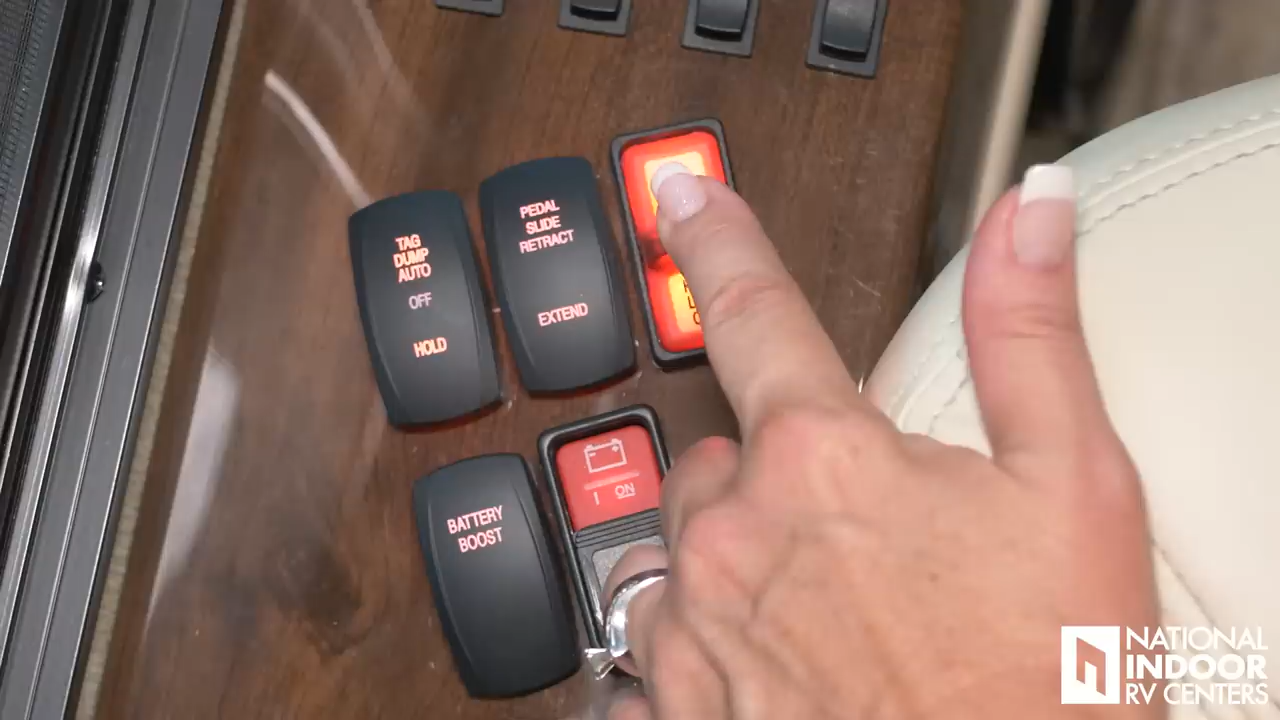 TAG
DUMP
AUTO
OFF
HOLD
PEDAL
SLIDE
RETRACT
EXTEND
BATTERY
BOOST
I ON
NATIONAL
INDOOR
RV CENTERS